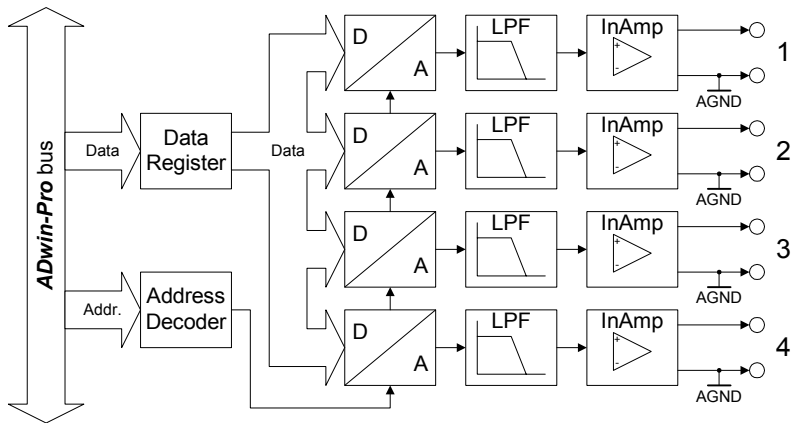 ADwin-Pro bus
Data
Data
Register
Data
Addr.
Address
Decoder
D
A
LPF
InAmp
+
-
AGND
1
D
A
LPF
InAmp
+
-
AGND
2
D
A
LPF
InAmp
+
-
AGND
3
D
A
LPF
InAmp
+
-
AGND
4